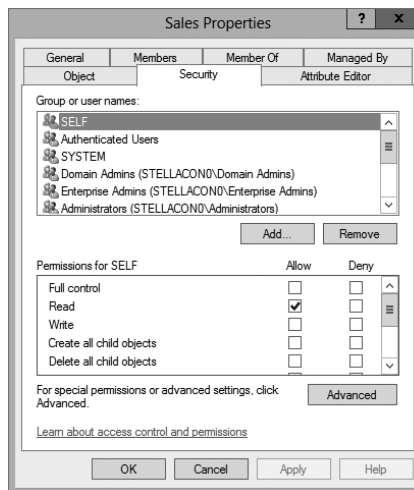 Sales Properties
? x
General Members Member Of Managed By
Object Security Attribute Editor
Group or user names:
SELF
Authenticated Users
SYSTEM
Domain Admins (STELLACON0\Domain Admins)
Enterprise Admins (STELLACON0\Enterprise Admins)
Administrators (STELLACON0\Administrators)
Add... Remove
Permissions for SELF Allow Deny
Full control
Read
Write
Create all child objects
Delete all child objects
For special permissions or advanced settings, click
Advanced.
Advanced
Learn about access control and permissions
OK Cancel Apply Help